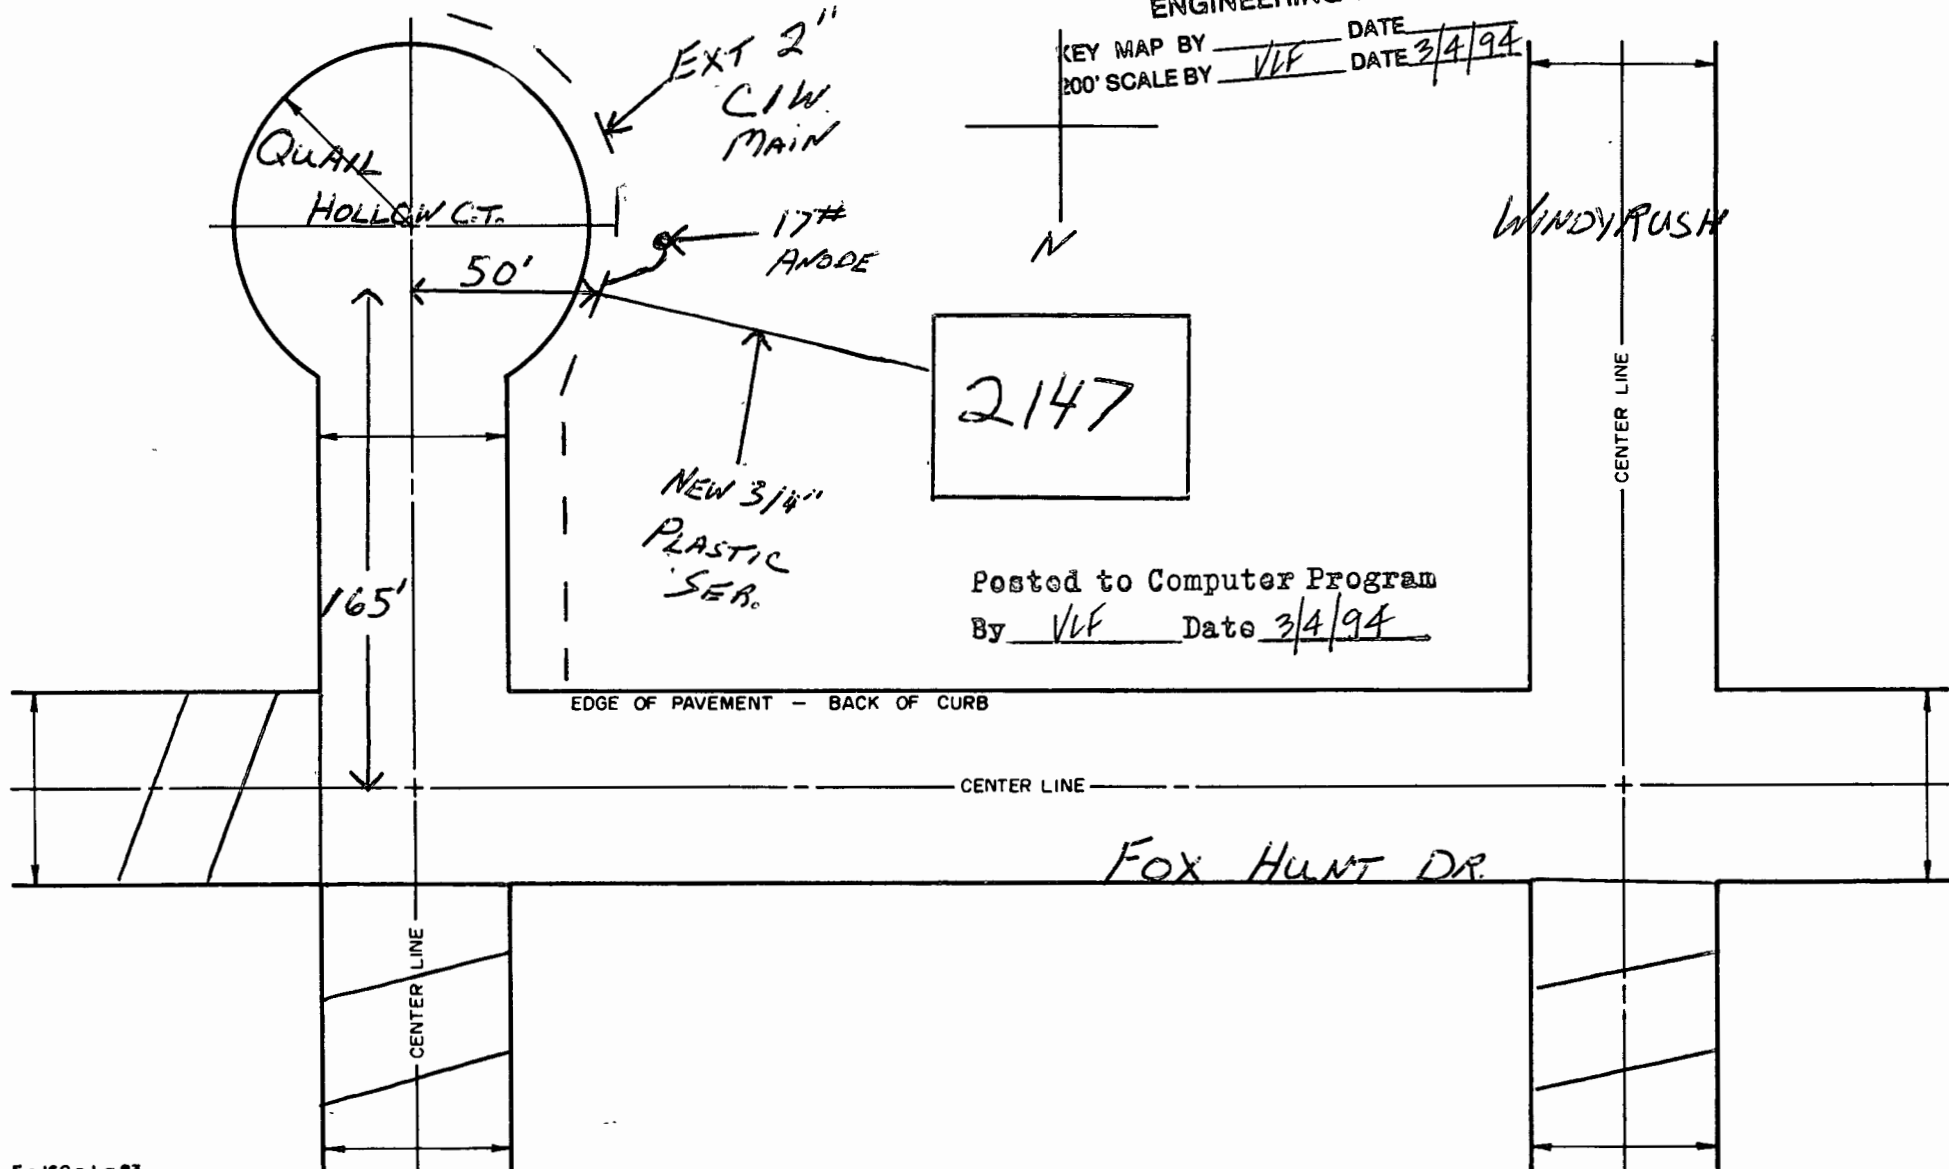 ENGINEERING
KEY MAP BY DATE
200' SCALE BY VLF DATE 3/4/94
EXT 2"
C/W.
MAIN
QUAIL
HOLLOW CT.
17#
ANODE
50'
N
WINDYRUSH
2147
CENTER LINE
NEW 3/4"
PLASTIC
SER.
165'
Posted to Computer Program
By VLF Date 3/4/94
EDGE OF PAVEMENT — BACK OF CURB
CENTER LINE
FOX HUNT DR.
CENTER LINE